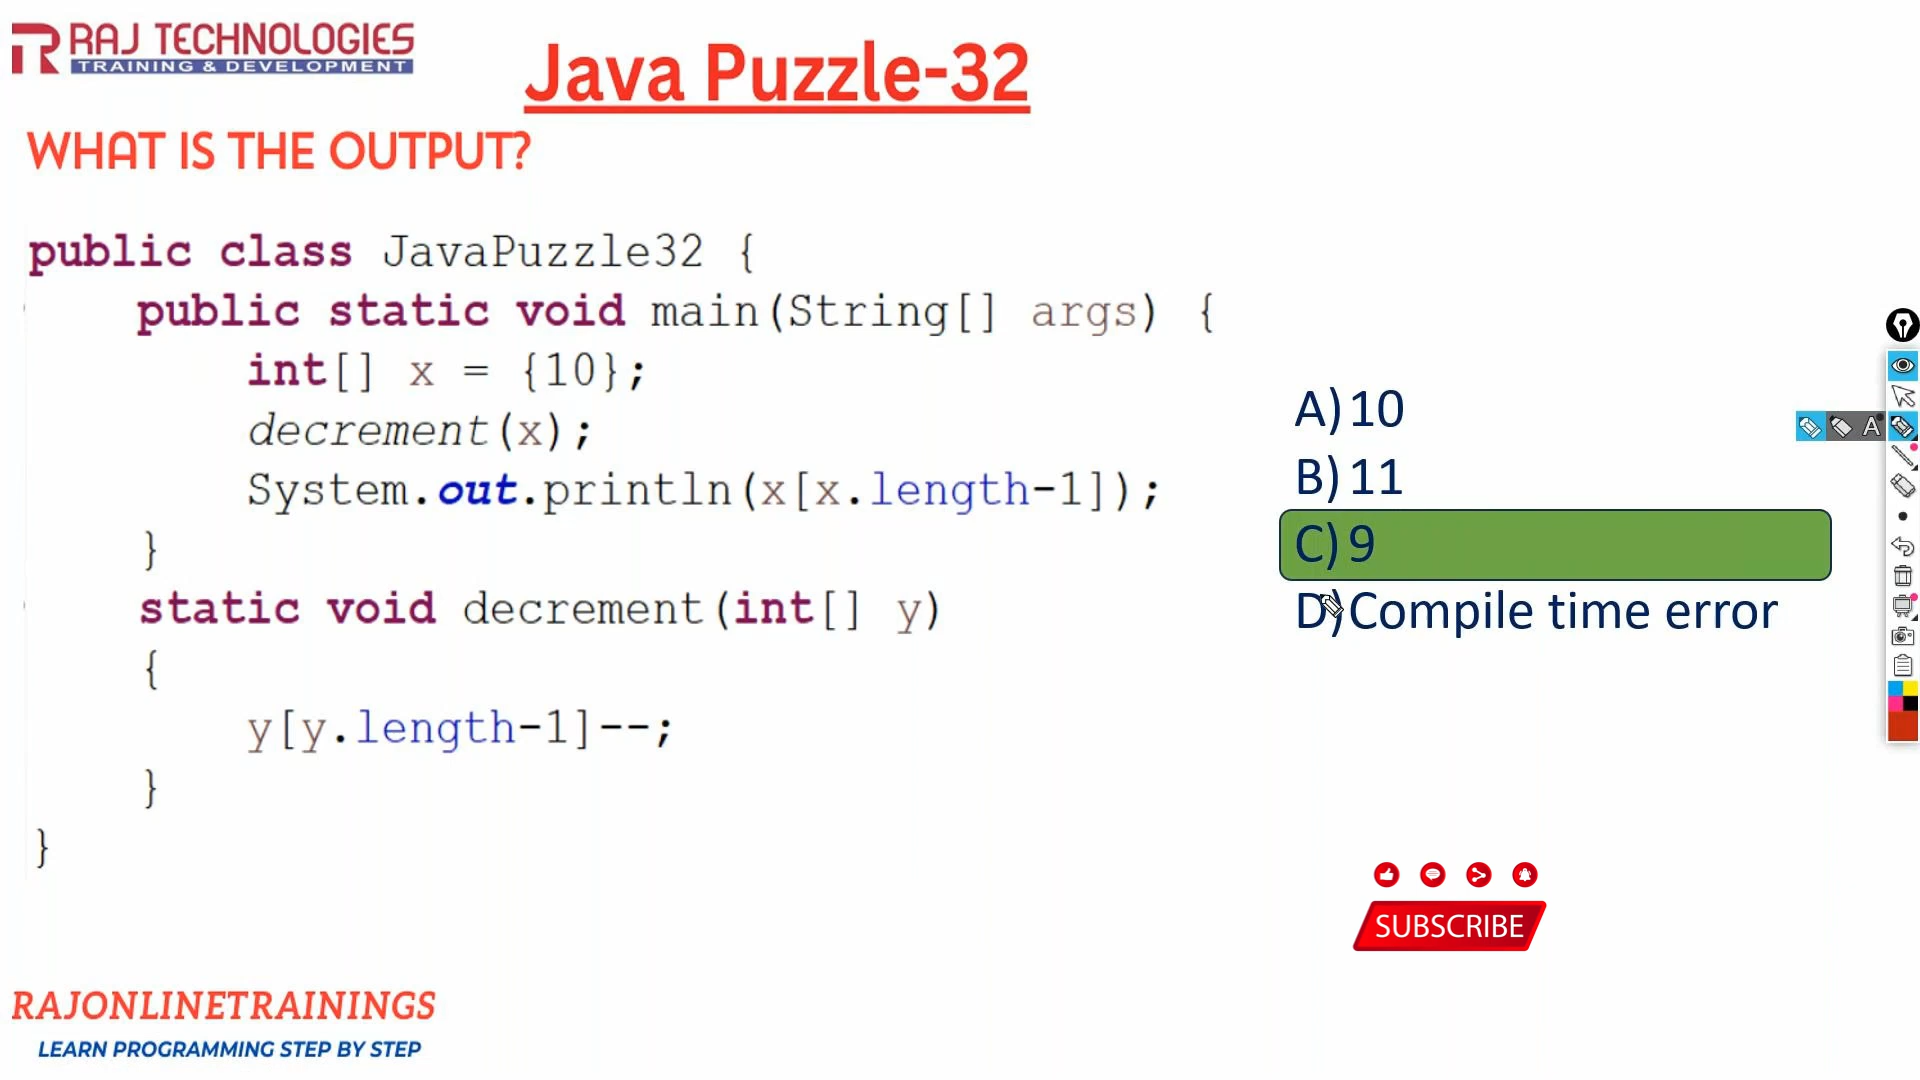 RAJ TECHNOLOGIES
TRAINING & DEVELOPMENT
Java Puzzle-32
WHAT IS THE OUTPUT?
public class JavaPuzzle32 {
public static void main(String[] args) {
int[] x = {10};
decrement(x);
System.out.println(x[x.length-1]);
}
static void decrement(int[] y)
{
y[y.length-1]--;
}
}
A) 10
B) 11
C) 9
D) Compile time error
A
SUBSCRIBE
RAJONLINETRAININGS
LEARN PROGRAMMING STEP BY STEP